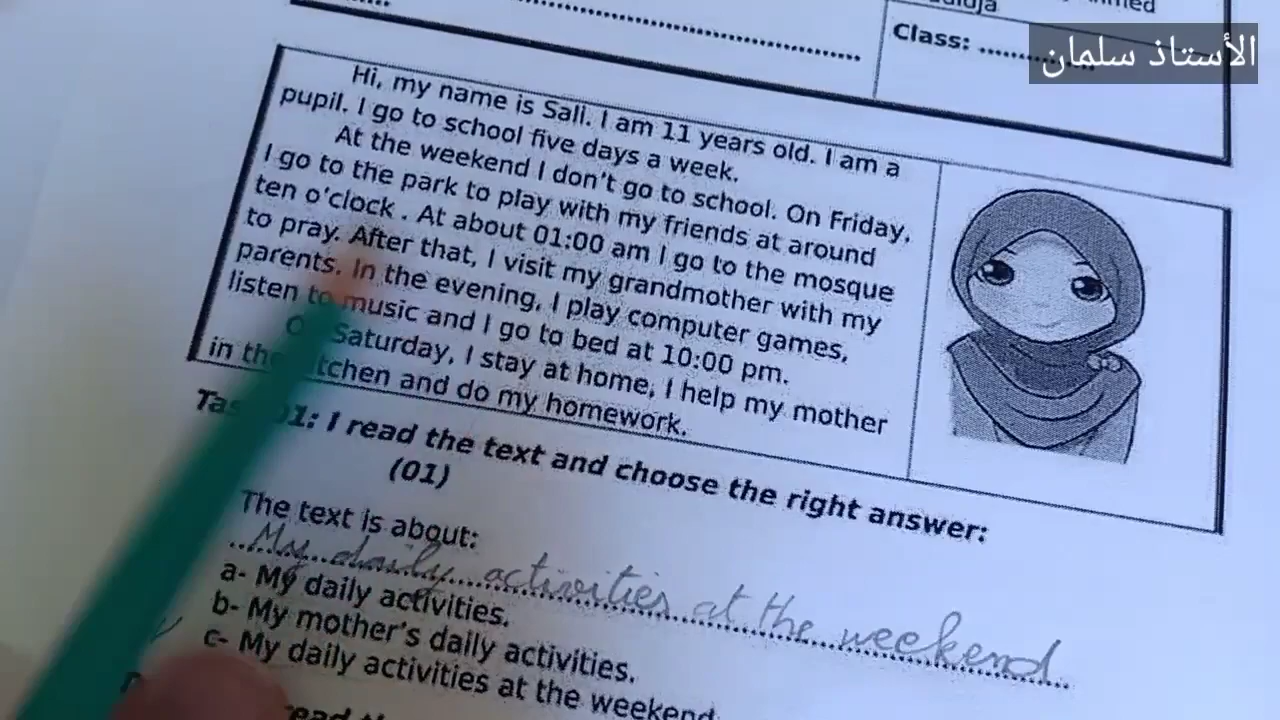 Class: ..........
الأستاذ سلمان
Hi, my name is Sali. I am 11 years old. I am a
pupil. I go to school five days a week.
At the weekend I don't go to school. On Friday,
I go to the park to play with my friends at around
ten o'clock . At about 01:00 am I go to the mosque
to pray. After that, I visit my grandmother with my
parents. In the evening, I play computer games,
listen to music and I go to bed at 10:00 pm.
Saturday, I stay at home, I help my mother
in the kitchen and do my homework.
Task 01: I read the text and choose the right answer:
(01)
The text is about:
My daily activities at the weekend
a- My daily activities.
b- My mother's daily activities.
c- My daily activities at the weekend